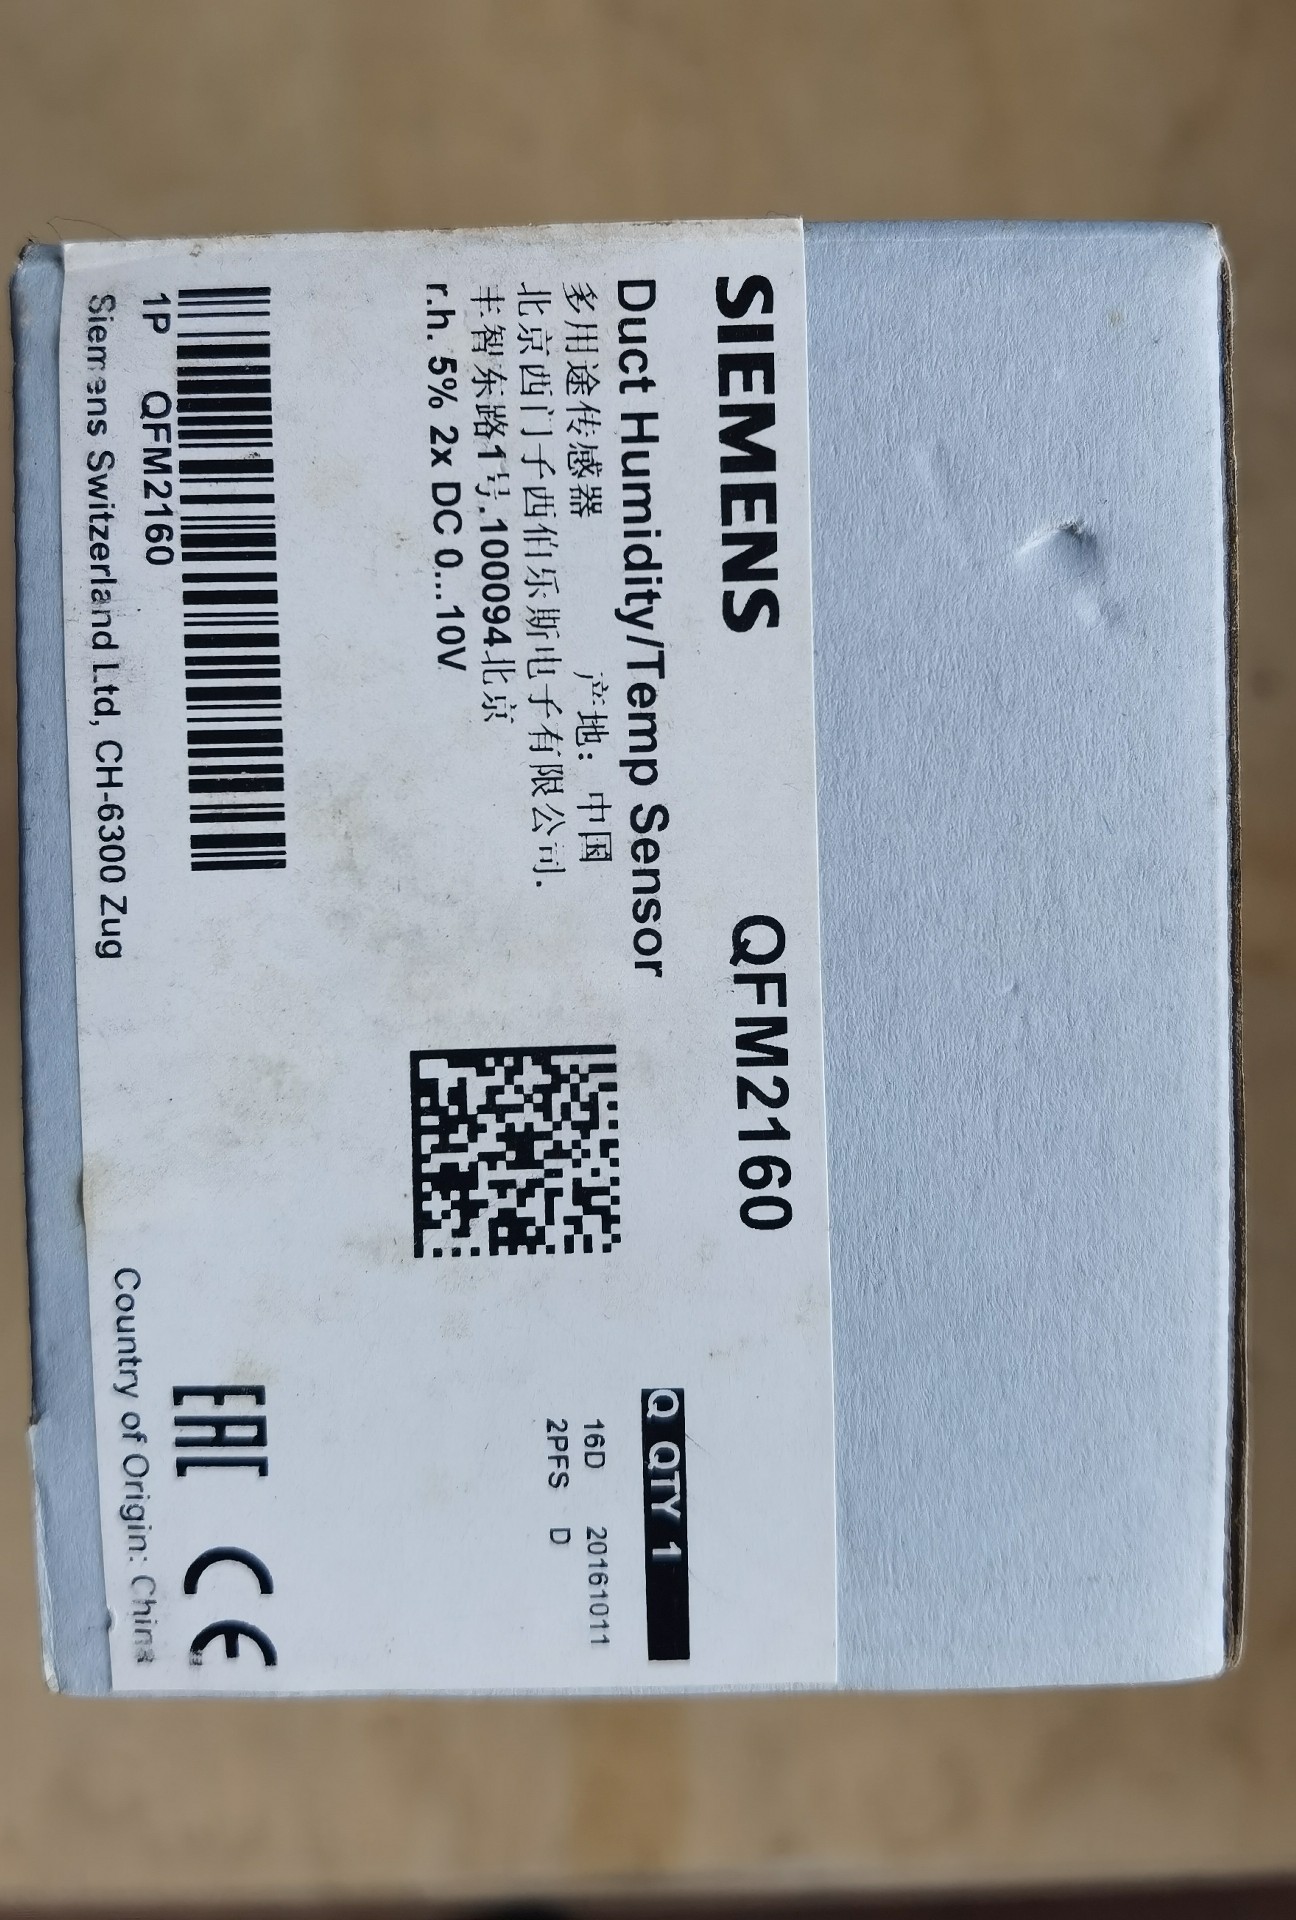 SIEMENS QFM2160
Duct Humidity/Temp Sensor
多用途传感器 产地：中国
北京西门子西伯乐斯电子有限公司.
丰智东路1号.100094北京
r.h. 5% 2x DC 0...10V
Q QTY 1
16D 20161011
2PFS D
1P QFM2160
Siemens Switzerland Ltd, CH-6300 Zug
EAC CE
Country of Origin: China